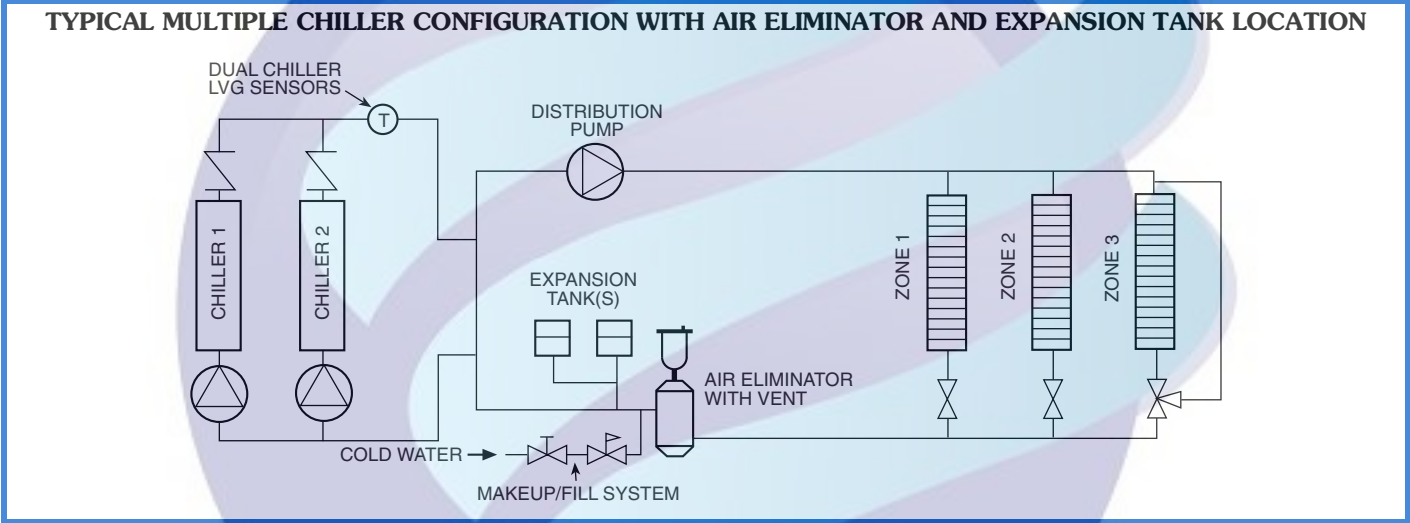 TYPICAL MULTIPLE CHILLER CONFIGURATION WITH AIR ELIMINATOR AND EXPANSION TANK LOCATION
DUAL CHILLER
LVG SENSORS
T
DISTRIBUTION
PUMP
CHILLER 1
CHILLER 2
ZONE 1
ZONE 2
ZONE 3
EXPANSION
TANK(S)
AIR ELIMINATOR
WITH VENT
COLD WATER
MAKEUP/FILL SYSTEM